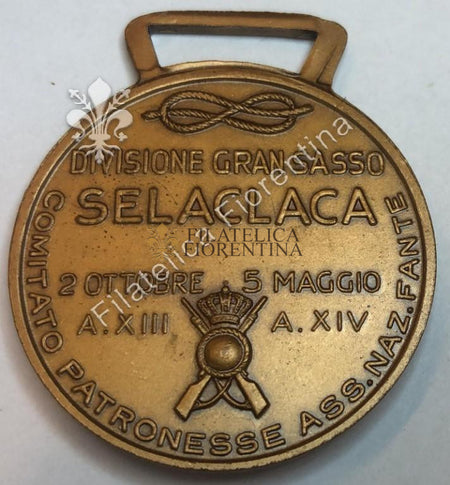 DIVISIONE GRAN SASSO
SELACLACA
FILATELICA
FIORENTINA
2 OTTOBRE 5 MAGGIO
A. XIII A. XIV
COMITATO PATRONESSE ASS. NAZ. FANTE
Filatelica Fiorentina